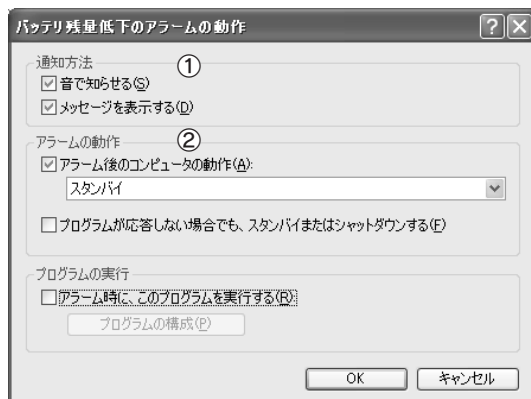 バッテリ残量低下のアラームの動作
通知方法 ①
音で知らせる(S)
メッセージを表示する(D)
アラームの動作 ②
アラーム後のコンピュータの動作(A):
スタンバイ
プログラムが応答しない場合でも、スタンバイまたはシャットダウンする(F)
プログラムの実行
アラーム時に、このプログラムを実行する(R):
プログラムの構成(P)
OK キャンセル